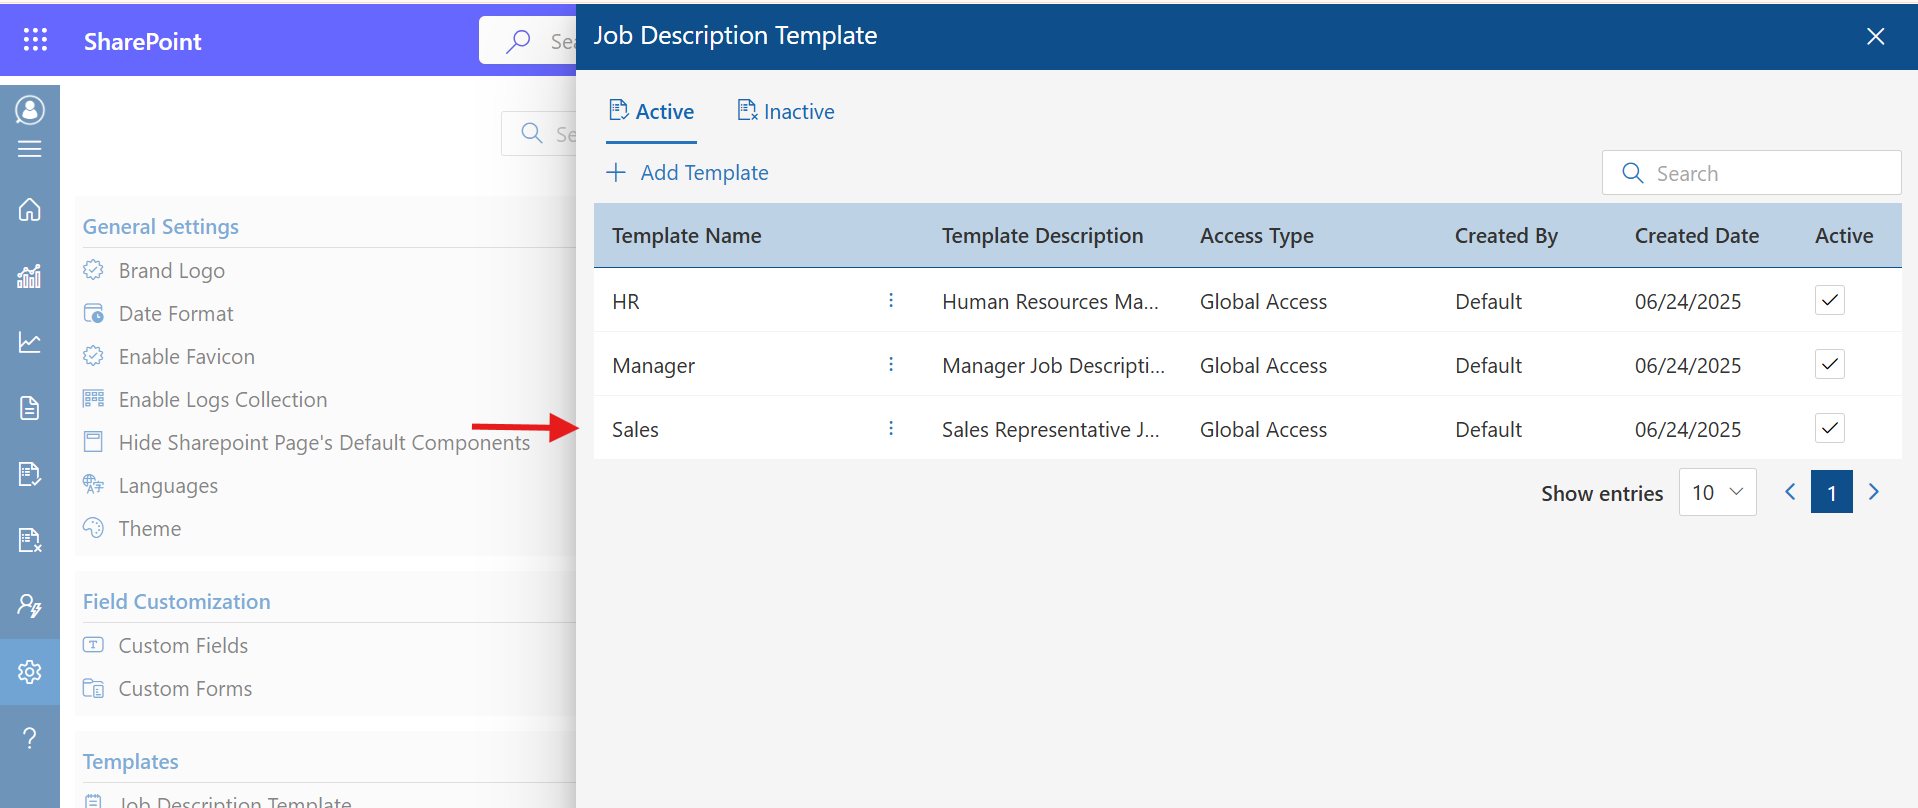 SharePoint
Sea
Job Description Template
Active
Inactive
Se
Add Template
Search
Template Name Template Description Access Type Created By Created Date Active
HR Human Resources Ma... Global Access Default 06/24/2025
Manager Manager Job Descripti... Global Access Default 06/24/2025
Sales Sales Representative J... Global Access Default 06/24/2025
Show entries 10 1
General Settings
Brand Logo
Date Format
Enable Favicon
Enable Logs Collection
Hide Sharepoint Page's Default Components
Languages
Theme
Field Customization
Custom Fields
Custom Forms
Templates
Job Description Template